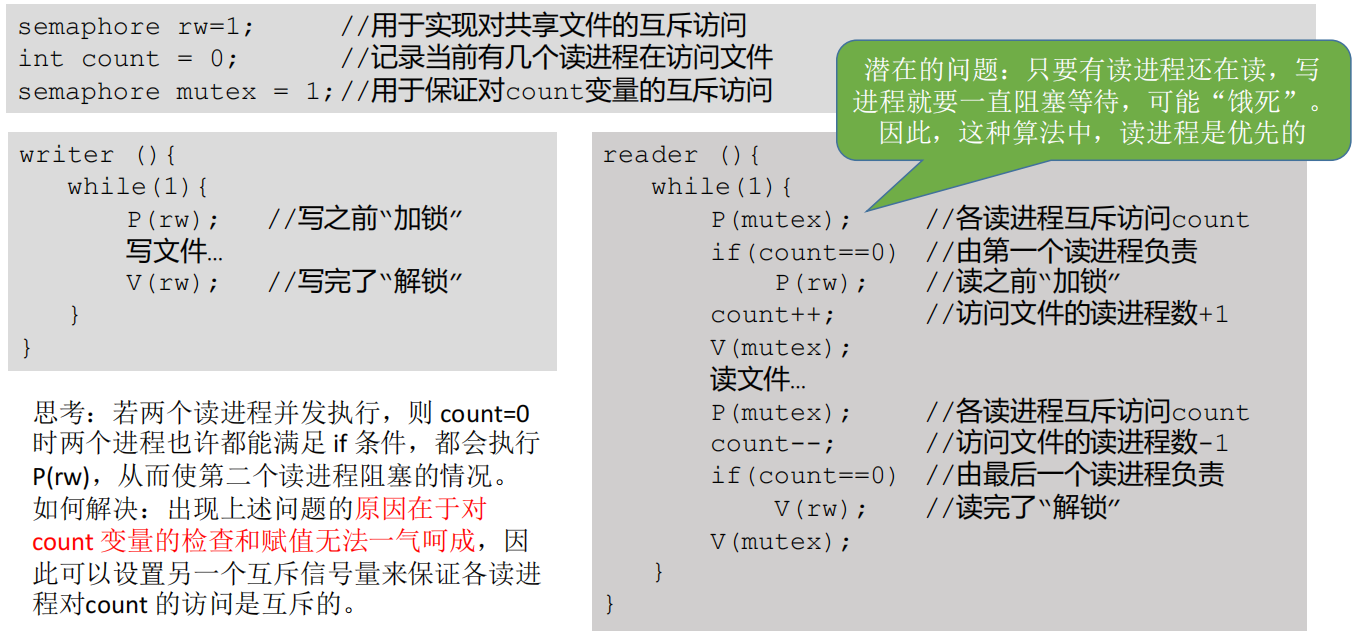 semaphore rw=1; //用于实现对共享文件的互斥访问
int count = 0; //记录当前有几个读进程在访问文件
semaphore mutex = 1;//用于保证对count变量的互斥访问
潜在的问题：只要有读进程还在读，写
进程就要一直阻塞等待，可能“饿死”。
因此，这种算法中，读进程是优先的
writer (){
while(1){
P(rw); //写之前“加锁”
写文件…
V(rw); //写完了“解锁”
}
}
思考：若两个读进程并发执行，则 count=0
时两个进程也许都能满足 if 条件，都会执行
P(rw)，从而使第二个读进程阻塞的情况。
如何解决：出现上述问题的原因在于对
count 变量的检查和赋值无法一气呵成，因
此可以设置另一个互斥信号量来保证各读进
程对count 的访问是互斥的。
reader (){
while(1){
P(mutex); //各读进程互斥访问count
if(count==0) //由第一个读进程负责
P(rw); //读之前“加锁”
count++; //访问文件的读进程数+1
V(mutex);
读文件…
P(mutex); //各读进程互斥访问count
count--; //访问文件的读进程数-1
if(count==0) //由最后一个读进程负责
V(rw); //读完了“解锁”
V(mutex);
}
}